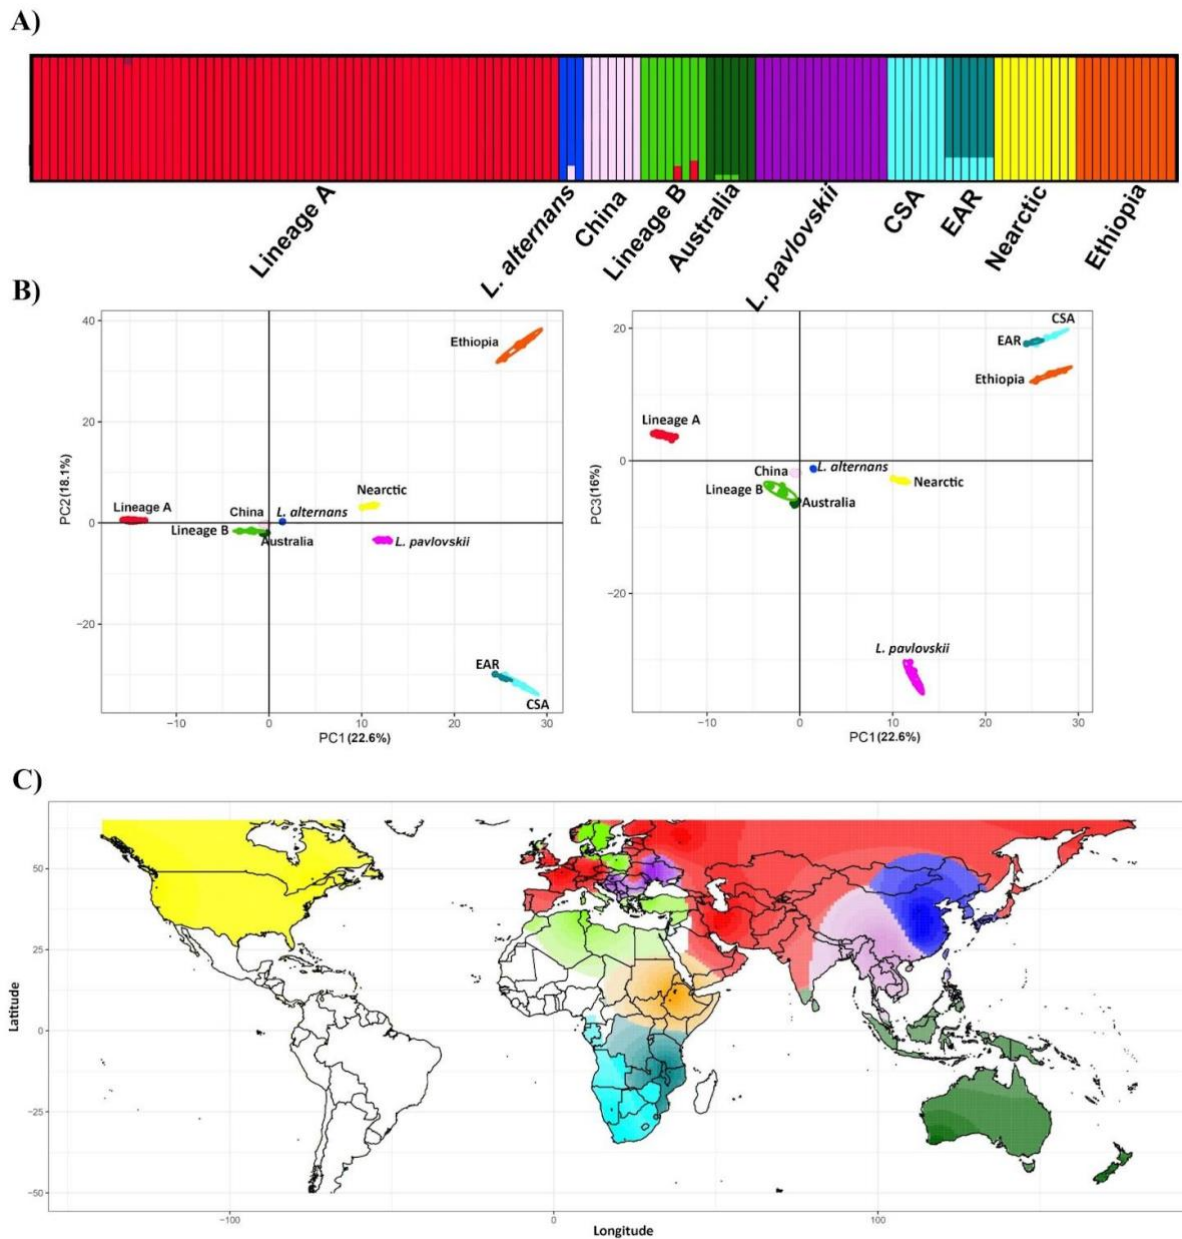 A)
Lineage A
L. alternans
China
Lineage B
Australia
L. pavlovskii
CSA
EAR
Nearctic
Ethiopia
B)
40
20
0
−20
−10
0
10
20
30
PC2(18.1%)
PC1(22.6%)
Ethiopia
Nearctic
Lineage A
China
L. alternans
Lineage B
Australia
L. pavlovskii
EAR
CSA
20
0
−20
−10
0
10
20
30
PC3(16%)
PC1(22.6%)
CSA
EAR
Ethiopia
Lineage A
China
L. alternans
Lineage B
Nearctic
Australia
L. pavlovskii
C)
50
25
0
−25
−50
Latitude
−100
0
100
Longitude